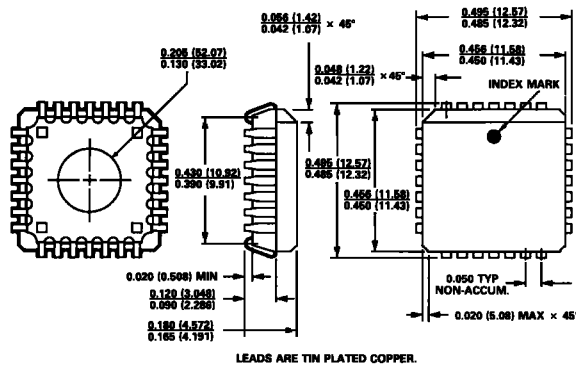 0.056 (1.42)
0.042 (1.07) × 45°
0.495 (12.57)
0.485 (12.32)
0.205 (52.07)
0.130 (33.02)
0.456 (11.58)
0.450 (11.43)
0.048 (1.22)
0.042 (1.07) × 45°
INDEX MARK
0.430 (10.92)
0.390 (9.91)
0.495 (12.57)
0.485 (12.32)
0.456 (11.58)
0.450 (11.43)
0.020 (0.508) MIN
0.050 TYP
NON-ACCUM.
0.120 (3.048)
0.090 (2.286)
0.180 (4.572)
0.165 (4.191)
0.020 (5.08) MAX × 45°
LEADS ARE TIN PLATED COPPER.